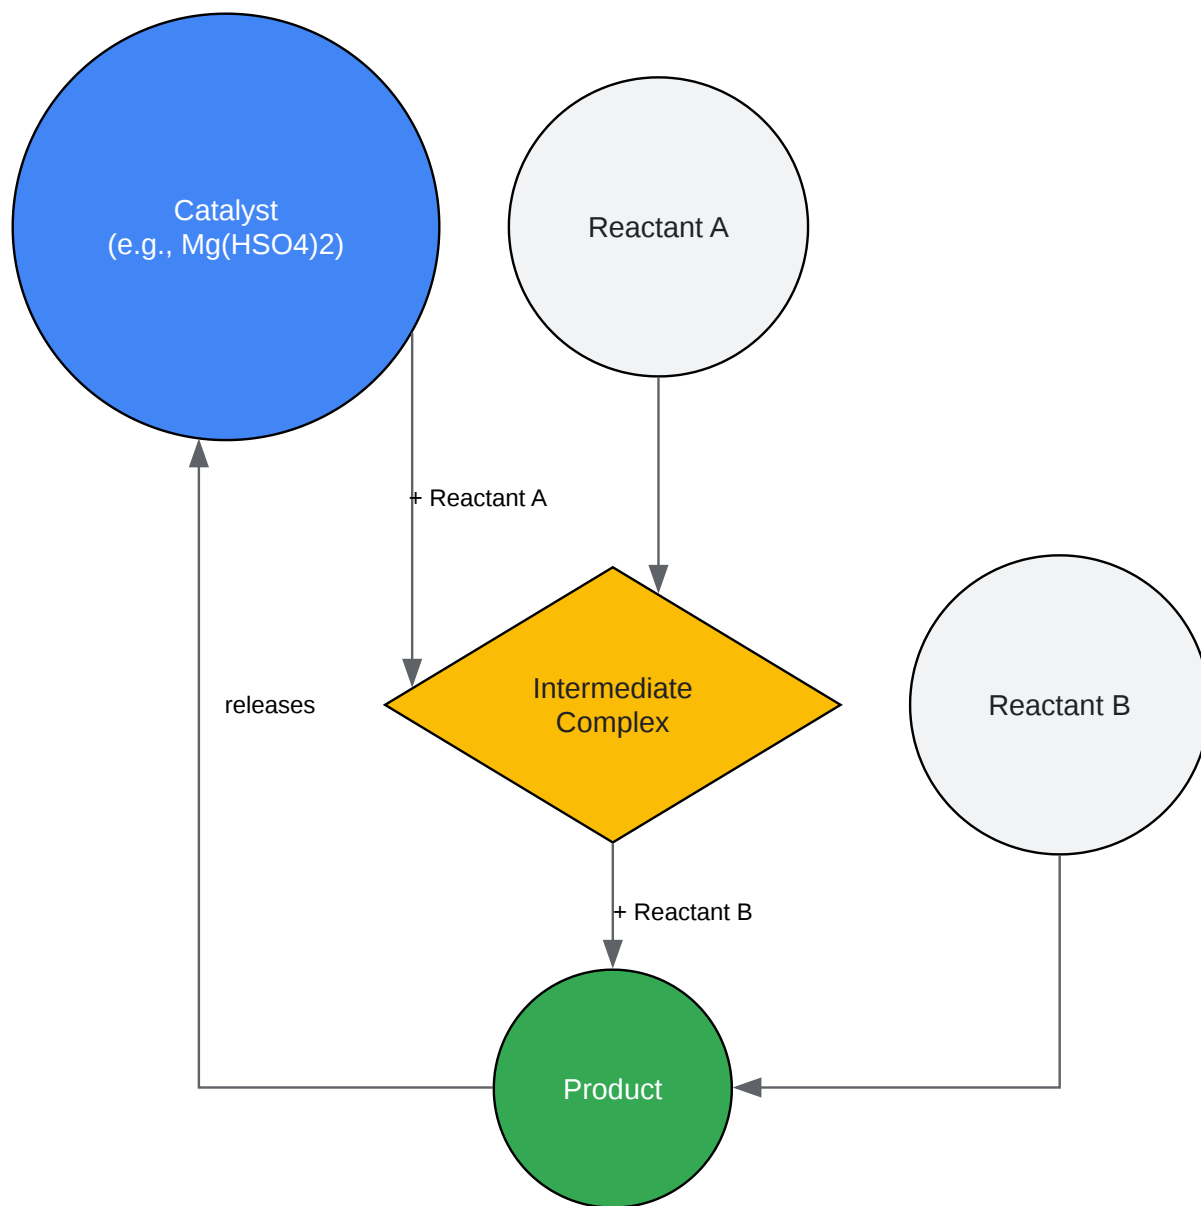 Catalyst
(e.g., Mg(HSO4)2)
Reactant A
+ Reactant A
Intermediate
Complex
releases
Reactant B
+ Reactant B
Product